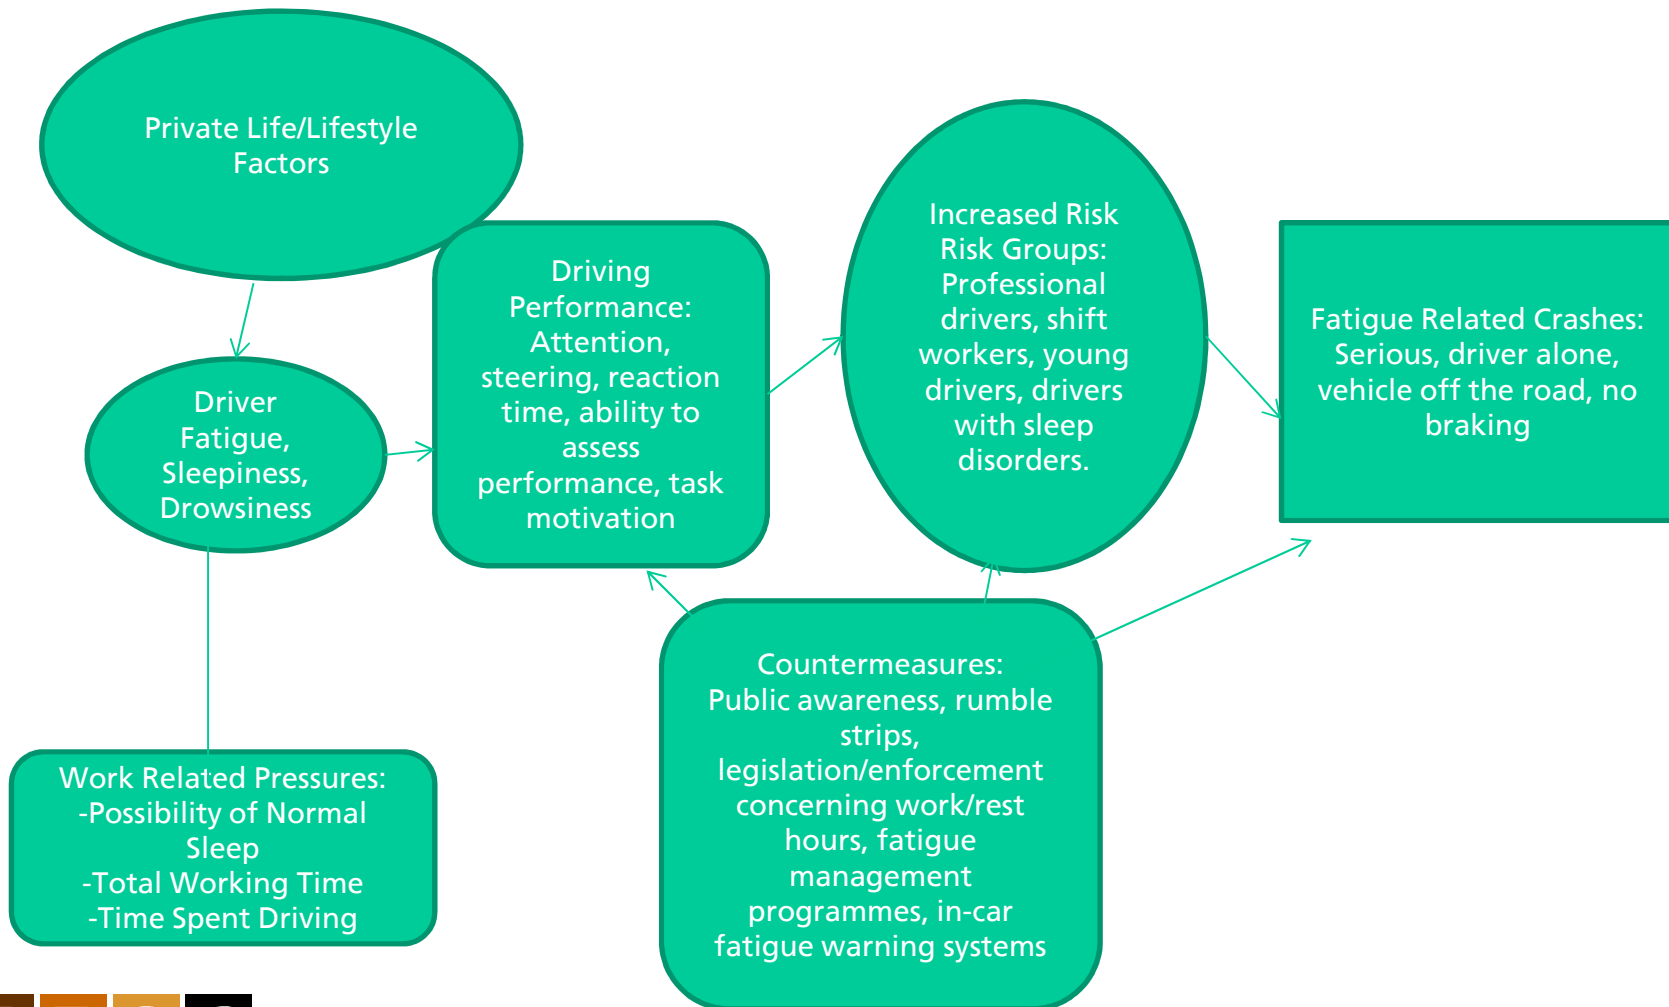 Private Life/Lifestyle
Factors
Driver
Fatigue,
Sleepiness,
Drowsiness
Work Related Pressures:
-Possibility of Normal
Sleep
-Total Working Time
-Time Spent Driving
Driving
Performance:
Attention,
steering, reaction
time, ability to
assess
performance, task
motivation
Increased Risk
Risk Groups:
Professional
drivers, shift
workers, young
drivers, drivers
with sleep
disorders.
Fatigue Related Crashes:
Serious, driver alone,
vehicle off the road, no
braking
Countermeasures:
Public awareness, rumble
strips,
legislation/enforcement
concerning work/rest
hours, fatigue
management
programmes, in-car
fatigue warning systems